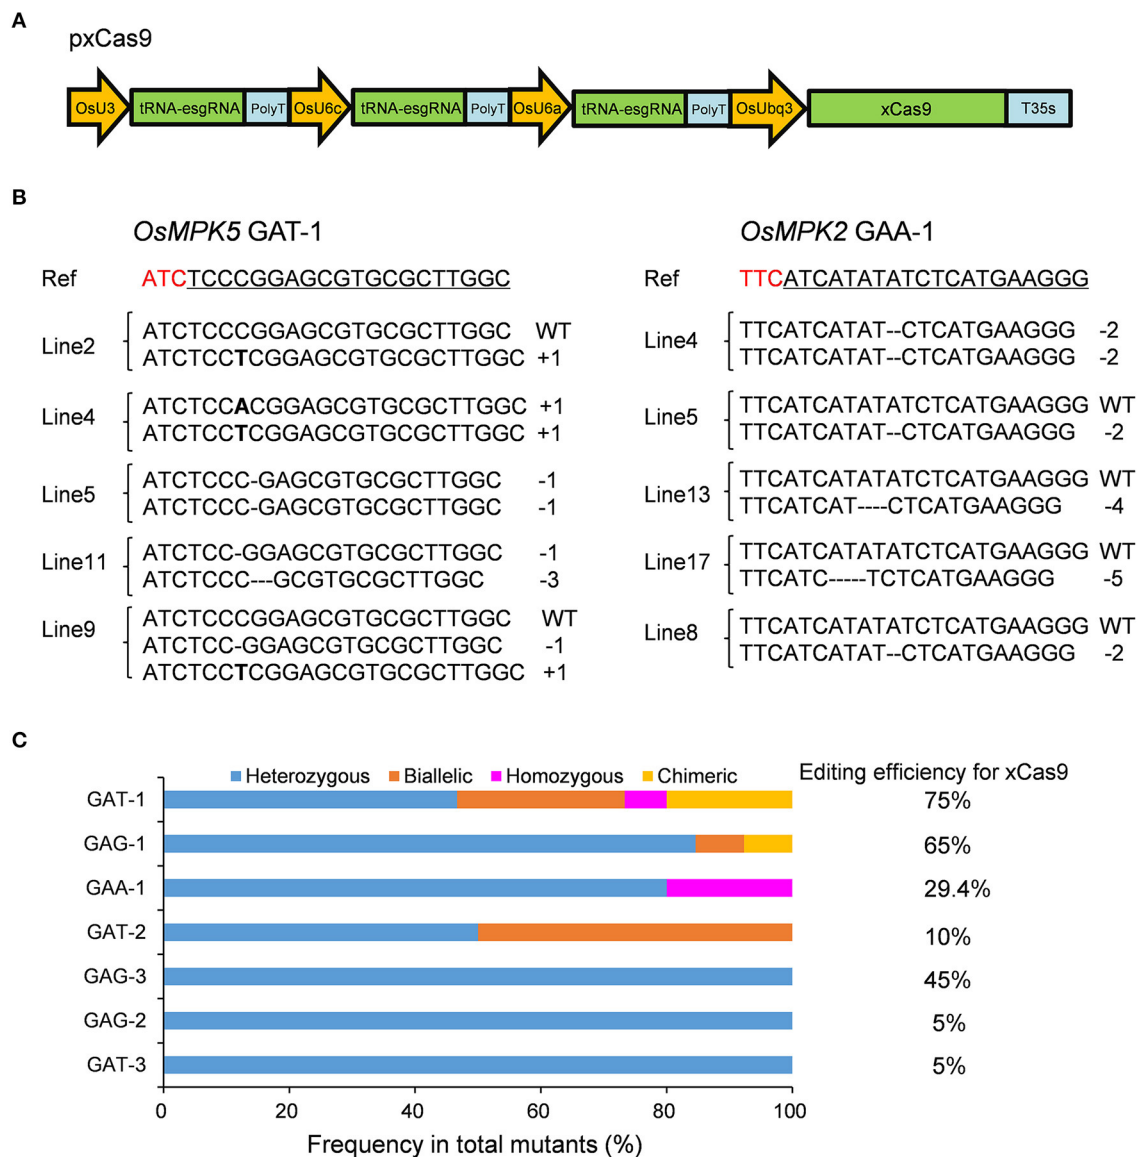 A
pxCas9
OsU3 tRNA-esgRNA PolyT OsU6c tRNA-esgRNA PolyT OsU6a tRNA-esgRNA PolyT OsUbq3 xCas9 T35s
B
OsMPK5 GAT-1
Ref ATCTCCCGGAGCGTGCGCTTGGC
Line2
ATCTCCCGGAGCGTGCGCTTGGC WT
ATCTCCTCGGAGCGTGCGCTTGGC +1
Line4
ATCTCCACGGAGCGTGCGCTTGGC +1
ATCTCCTCGGAGCGTGCGCTTGGC +1
Line5
ATCTCCC-GAGCGTGCGCTTGGC -1
ATCTCCC-GAGCGTGCGCTTGGC -1
Line11
ATCTCC-GGAGCGTGCGCTTGGC -1
ATCTCCC---GCGTGCGCTTGGC -3
Line9
ATCTCCCGGAGCGTGCGCTTGGC WT
ATCTCC-GGAGCGTGCGCTTGGC -1
ATCTCCTCGGAGCGTGCGCTTGGC +1
OsMPK2 GAA-1
Ref TTCATCATATATCTCATGAAGGG
Line4
TTCATCATAT--CTCATGAAGGG -2
TTCATCATAT--CTCATGAAGGG -2
Line5
TTCATCATATATCTCATGAAGGG WT
TTCATCATAT--CTCATGAAGGG -2
Line13
TTCATCATATATCTCATGAAGGG WT
TTCATCAT----CTCATGAAGGG -4
Line17
TTCATCATATATCTCATGAAGGG WT
TTCATC-----TCTCATGAAGGG -5
Line8
TTCATCATATATCTCATGAAGGG WT
TTCATCATAT--CTCATGAAGGG -2
C
Heterozygous Biallelic Homozygous Chimeric Editing efficiency for xCas9
GAT-1 75%
GAG-1 65%
GAA-1 29.4%
GAT-2 10%
GAG-3 45%
GAG-2 5%
GAT-3 5%
0 20 40 60 80 100
Frequency in total mutants (%)